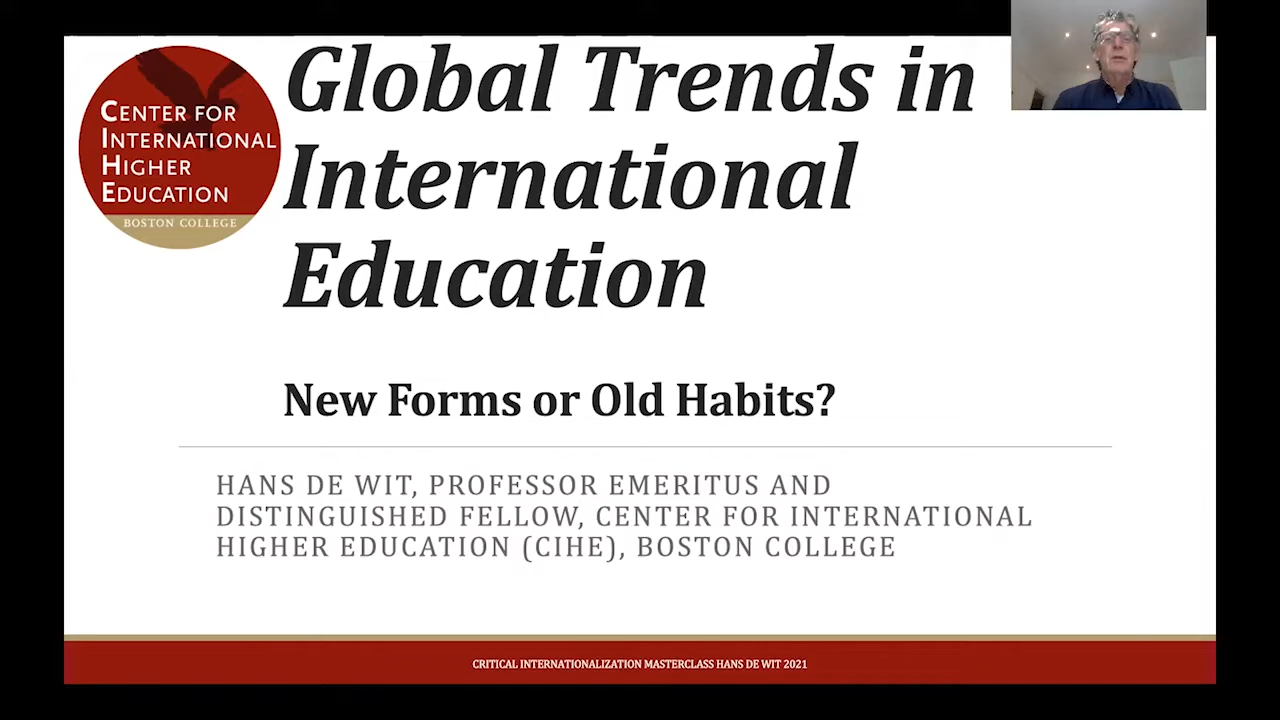 CENTER FOR
INTERNATIONAL
HIGHER
EDUCATION
BOSTON COLLEGE
Global Trends in
International
Education
New Forms or Old Habits?
HANS DE WIT, PROFESSOR EMERITUS AND
DISTINGUISHED FELLOW, CENTER FOR INTERNATIONAL
HIGHER EDUCATION (CIHE), BOSTON COLLEGE
CRITICAL INTERNATIONALIZATION MASTERCLASS HANS DE WIT 2021